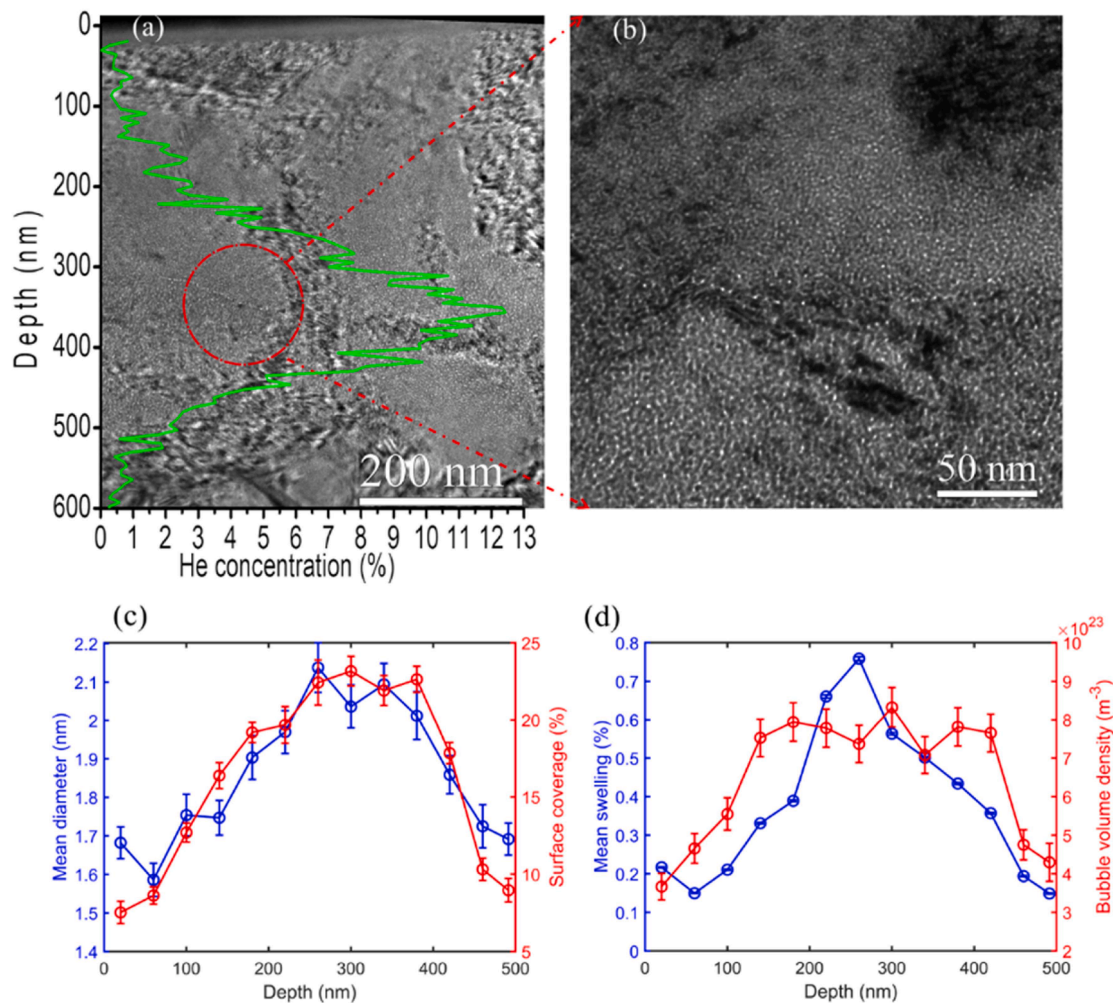 (a)
(b)
0
100
200
300
400
500
600
Depth (nm)
200 nm
50 nm
0 1 2 3 4 5 6 7 8 9 10 11 12 13
He concentration (%)
(c)
2.2
2.1
2
1.9
1.8
1.7
1.6
1.5
1.4
Mean diameter (nm)
25
20
15
10
5
Surface coverage (%)
0 100 200 300 400 500
Depth (nm)
(d)
0.8
0.7
0.6
0.5
0.4
0.3
0.2
0.1
0
Mean swelling (%)
×10²³
10
9
8
7
6
5
4
3
2
Bubble volume density (m⁻³)
0 100 200 300 400 500
Depth (nm)